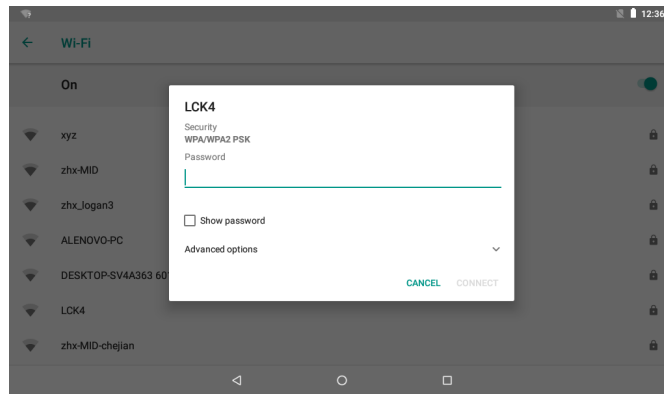 12:36
Wi-Fi
On
LCK4
Security
WPA/WPA2 PSK
Password
Show password
Advanced options
CANCEL CONNECT
xyz
zhx-MID
zhx_logan3
ALENOVO-PC
DESKTOP-SV4A363
LCK4
zhx-MID-chejian